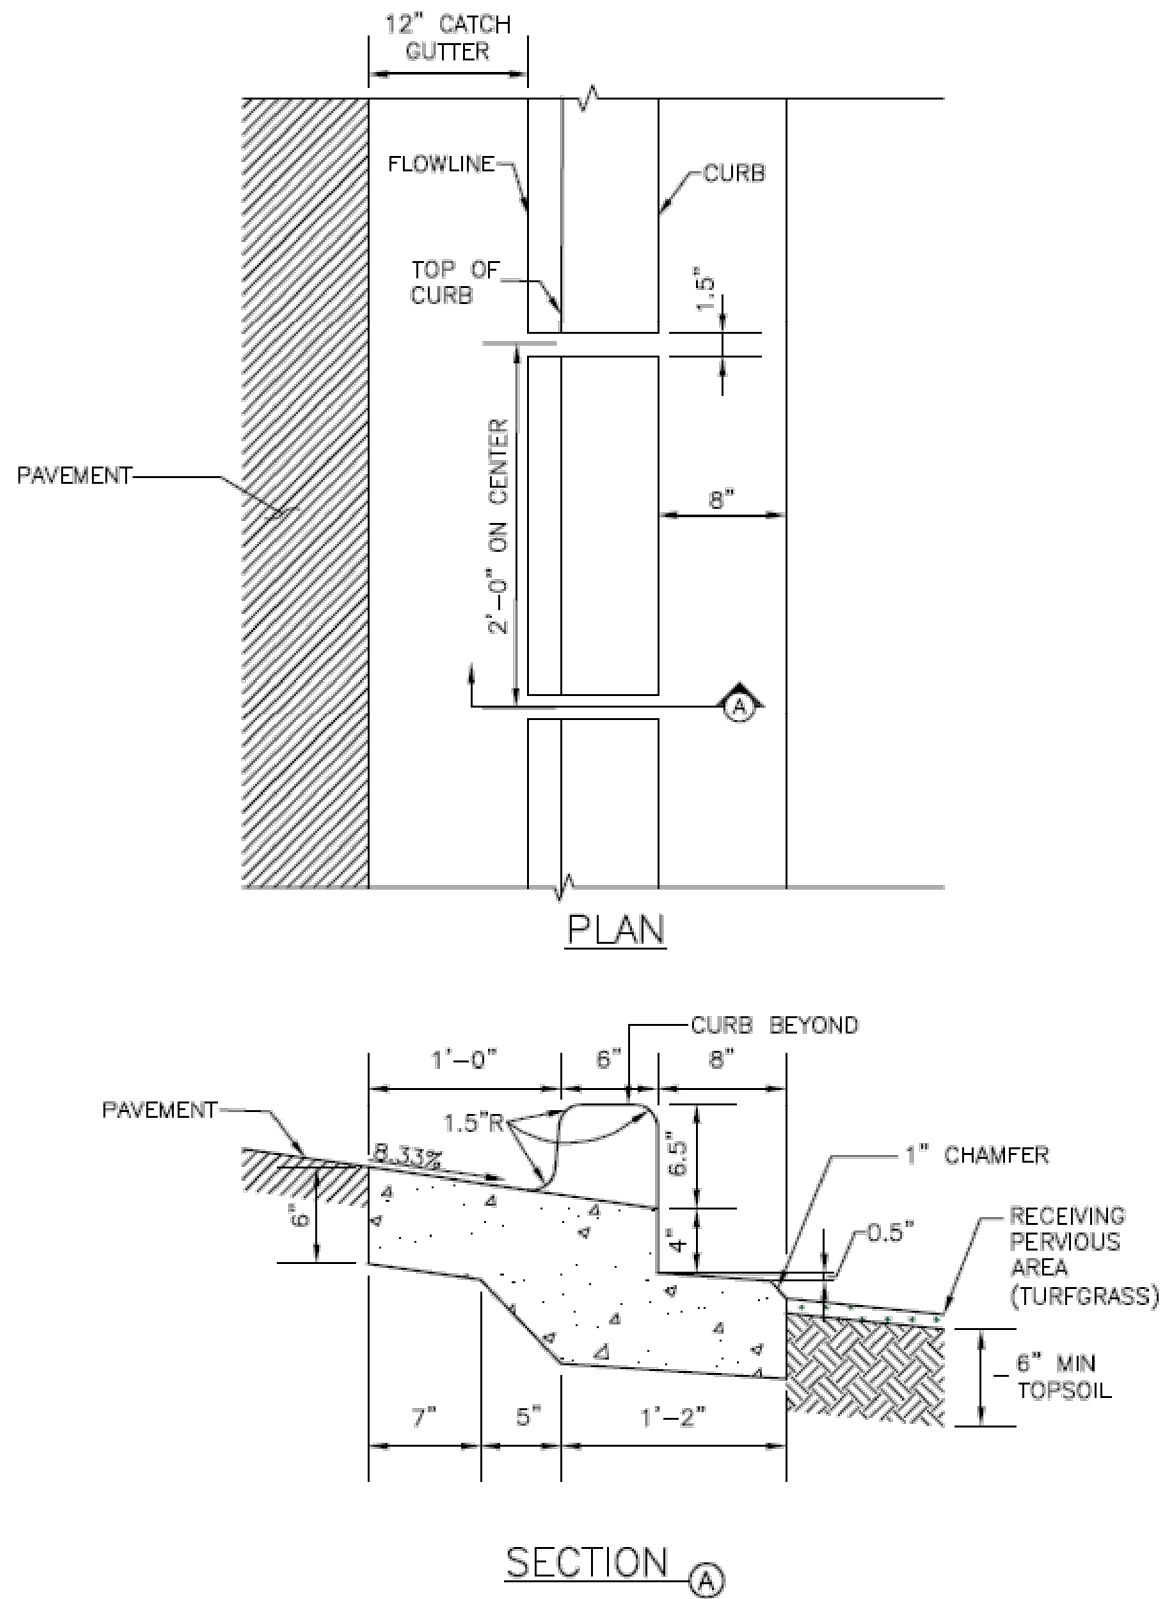 12" CATCH
GUTTER
FLOWLINE
CURB
TOP OF
CURB
1.5"
PAVEMENT
2'-0" ON CENTER
8"
A
PLAN
CURB BEYOND
1'-0"
6"
8"
PAVEMENT
1.5"R
8.33%
6.5"
1" CHAMFER
6"
4"
0.5"
RECEIVING
PERVIOUS
AREA
(TURFGRASS)
6" MIN
TOPSOIL
7"
5"
1'-2"
SECTION A